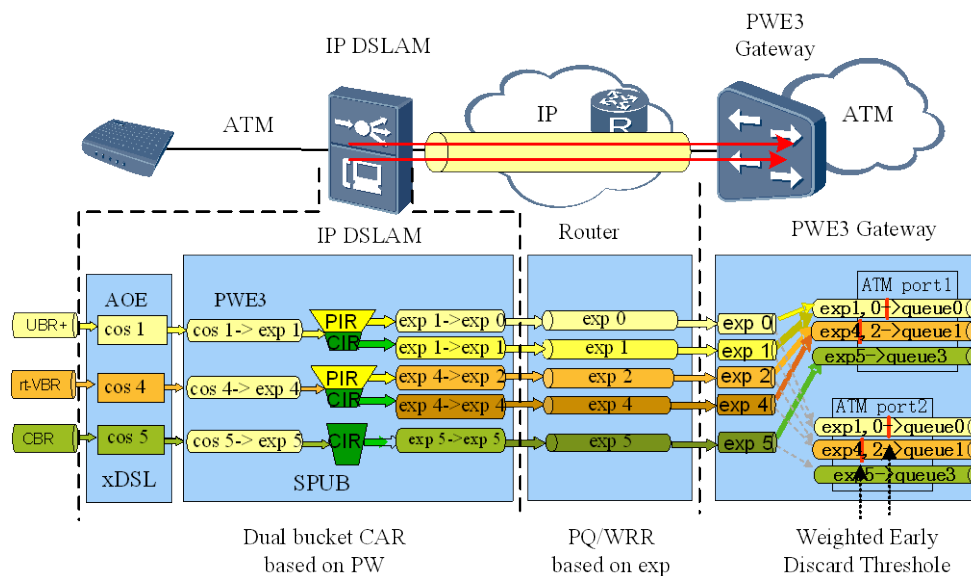 PWE3
Gateway
IP DSLAM
ATM
IP
R
ATM
IP DSLAM
Router
PWE3 Gateway
AOE
PWE3
ATM port1
UBR+
cos 1
cos 1-> exp 1
PIR
CIR
exp 1->exp 0
exp 1->exp 1
exp 0
exp 1
exp 0
exp 1
exp1, 0->queue0
exp4, 2->queue1
exp5->queue3
rt-VBR
cos 4
cos 4-> exp 4
PIR
CIR
exp 4->exp 2
exp 4->exp 4
exp 2
exp 4
exp 2
exp 4
ATM port2
CBR
cos 5
cos 5-> exp 5
CIR
exp 5->exp 5
exp 5
exp 5
exp1, 0->queue0
exp4, 2->queue1
exp5->queue3
xDSL
SPUB
Dual bucket CAR
based on PW
PQ/WRR
based on exp
Weighted Early
Discard Threshold